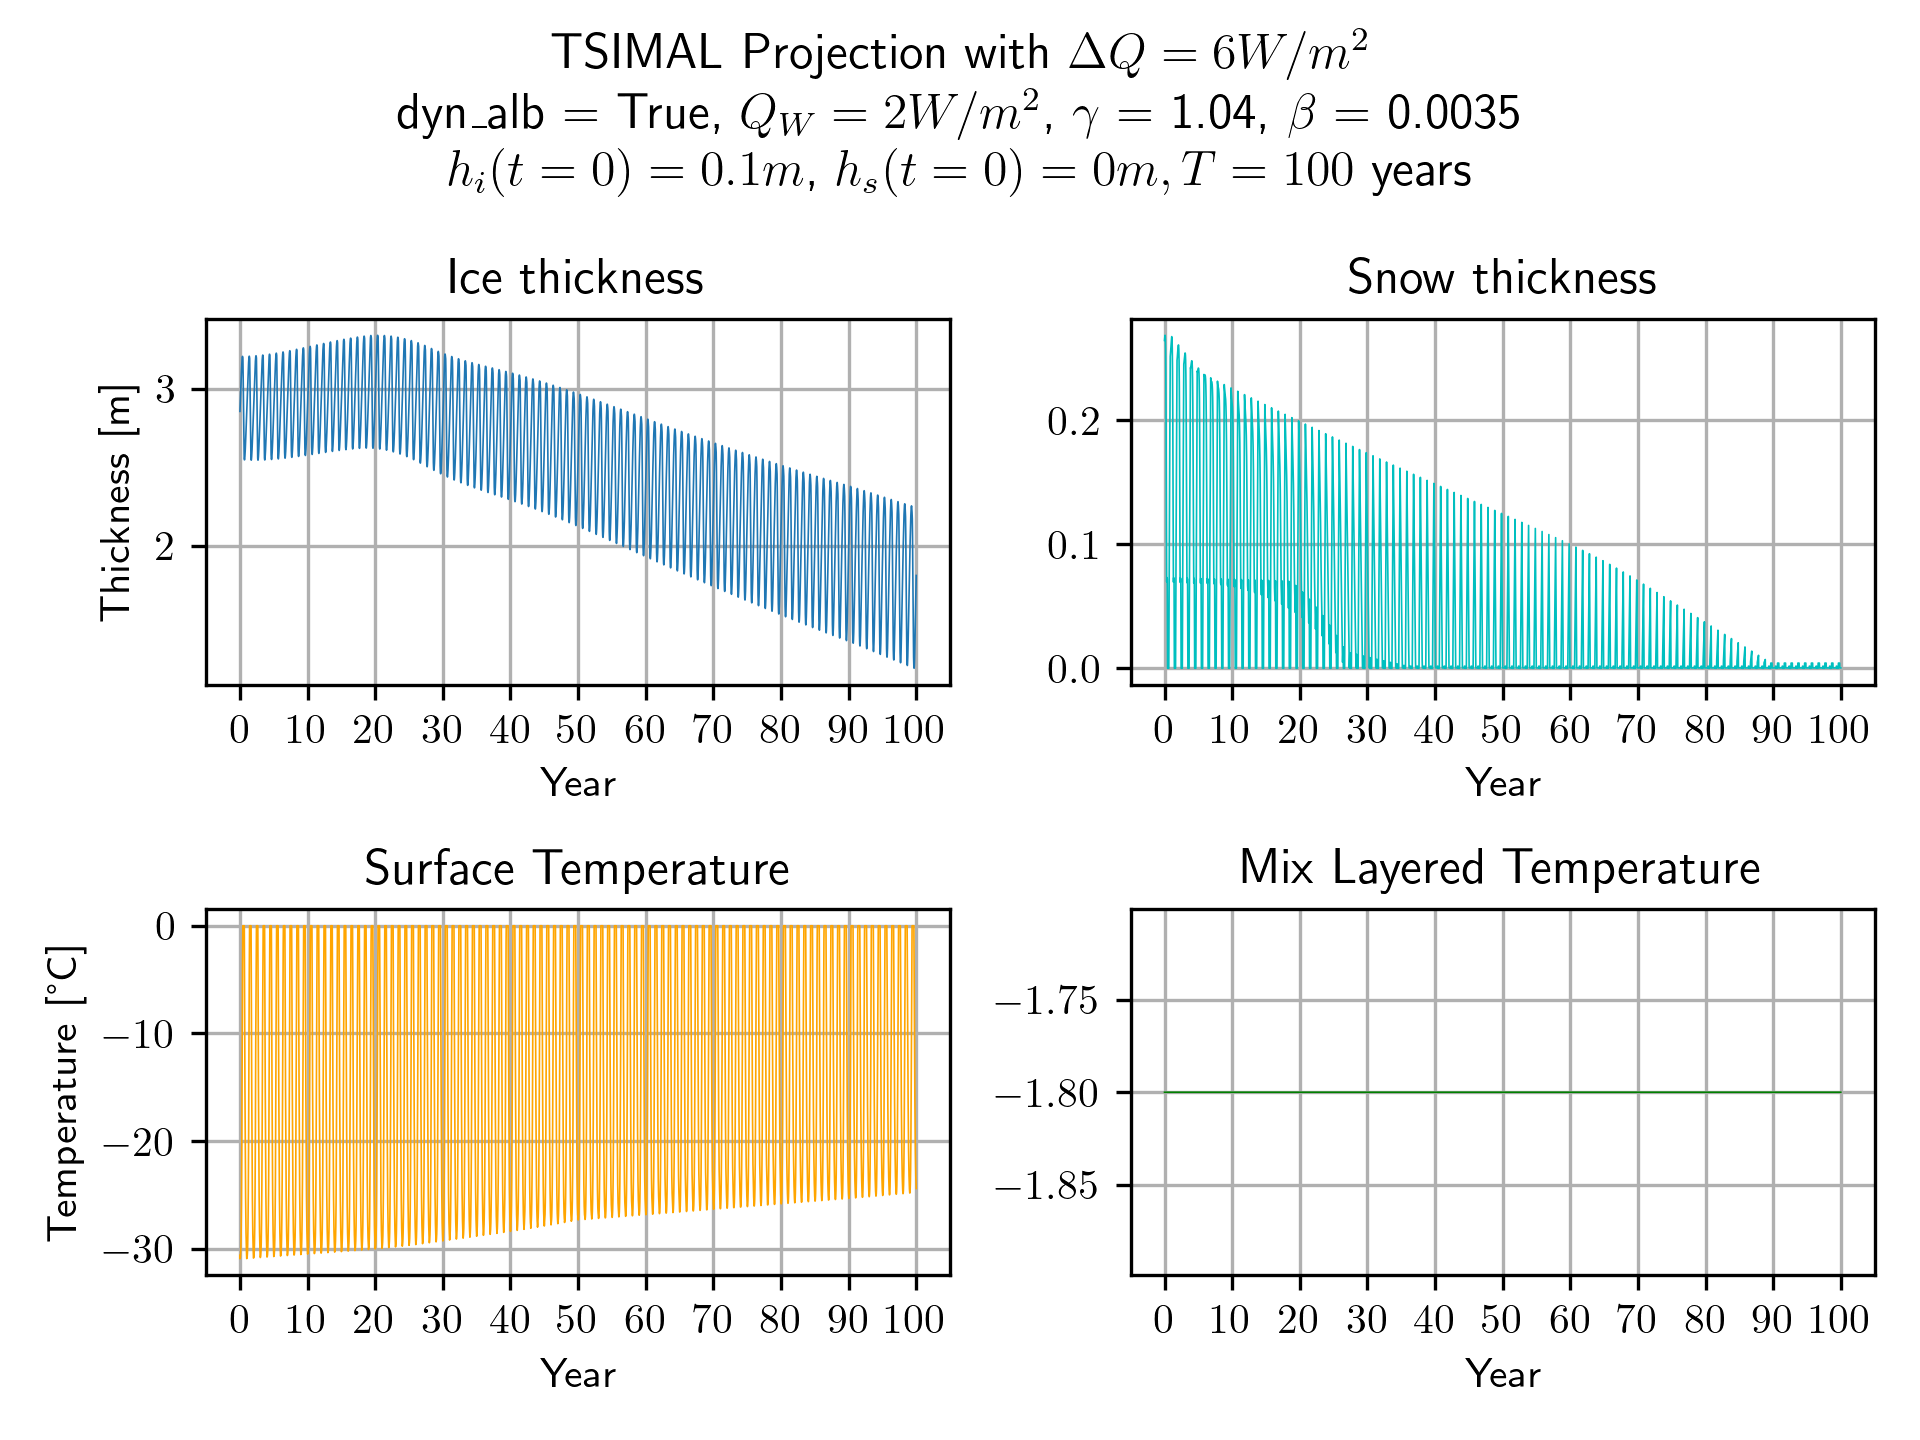 TSIMAL Projection with ΔQ = 6W/m²
dyn_alb = True, Q_W = 2W/m², γ = 1.04, β = 0.0035
h_i(t = 0) = 0.1m, h_s(t = 0) = 0m, T = 100 years
Ice thickness
Thickness [m]
3
2
0 10 20 30 40 50 60 70 80 90 100
Year
Snow thickness
0.2
0.1
0.0
0 10 20 30 40 50 60 70 80 90 100
Year
Surface Temperature
Temperature [°C]
0
−10
−20
−30
0 10 20 30 40 50 60 70 80 90 100
Year
Mix Layered Temperature
−1.75
−1.80
−1.85
0 10 20 30 40 50 60 70 80 90 100
Year